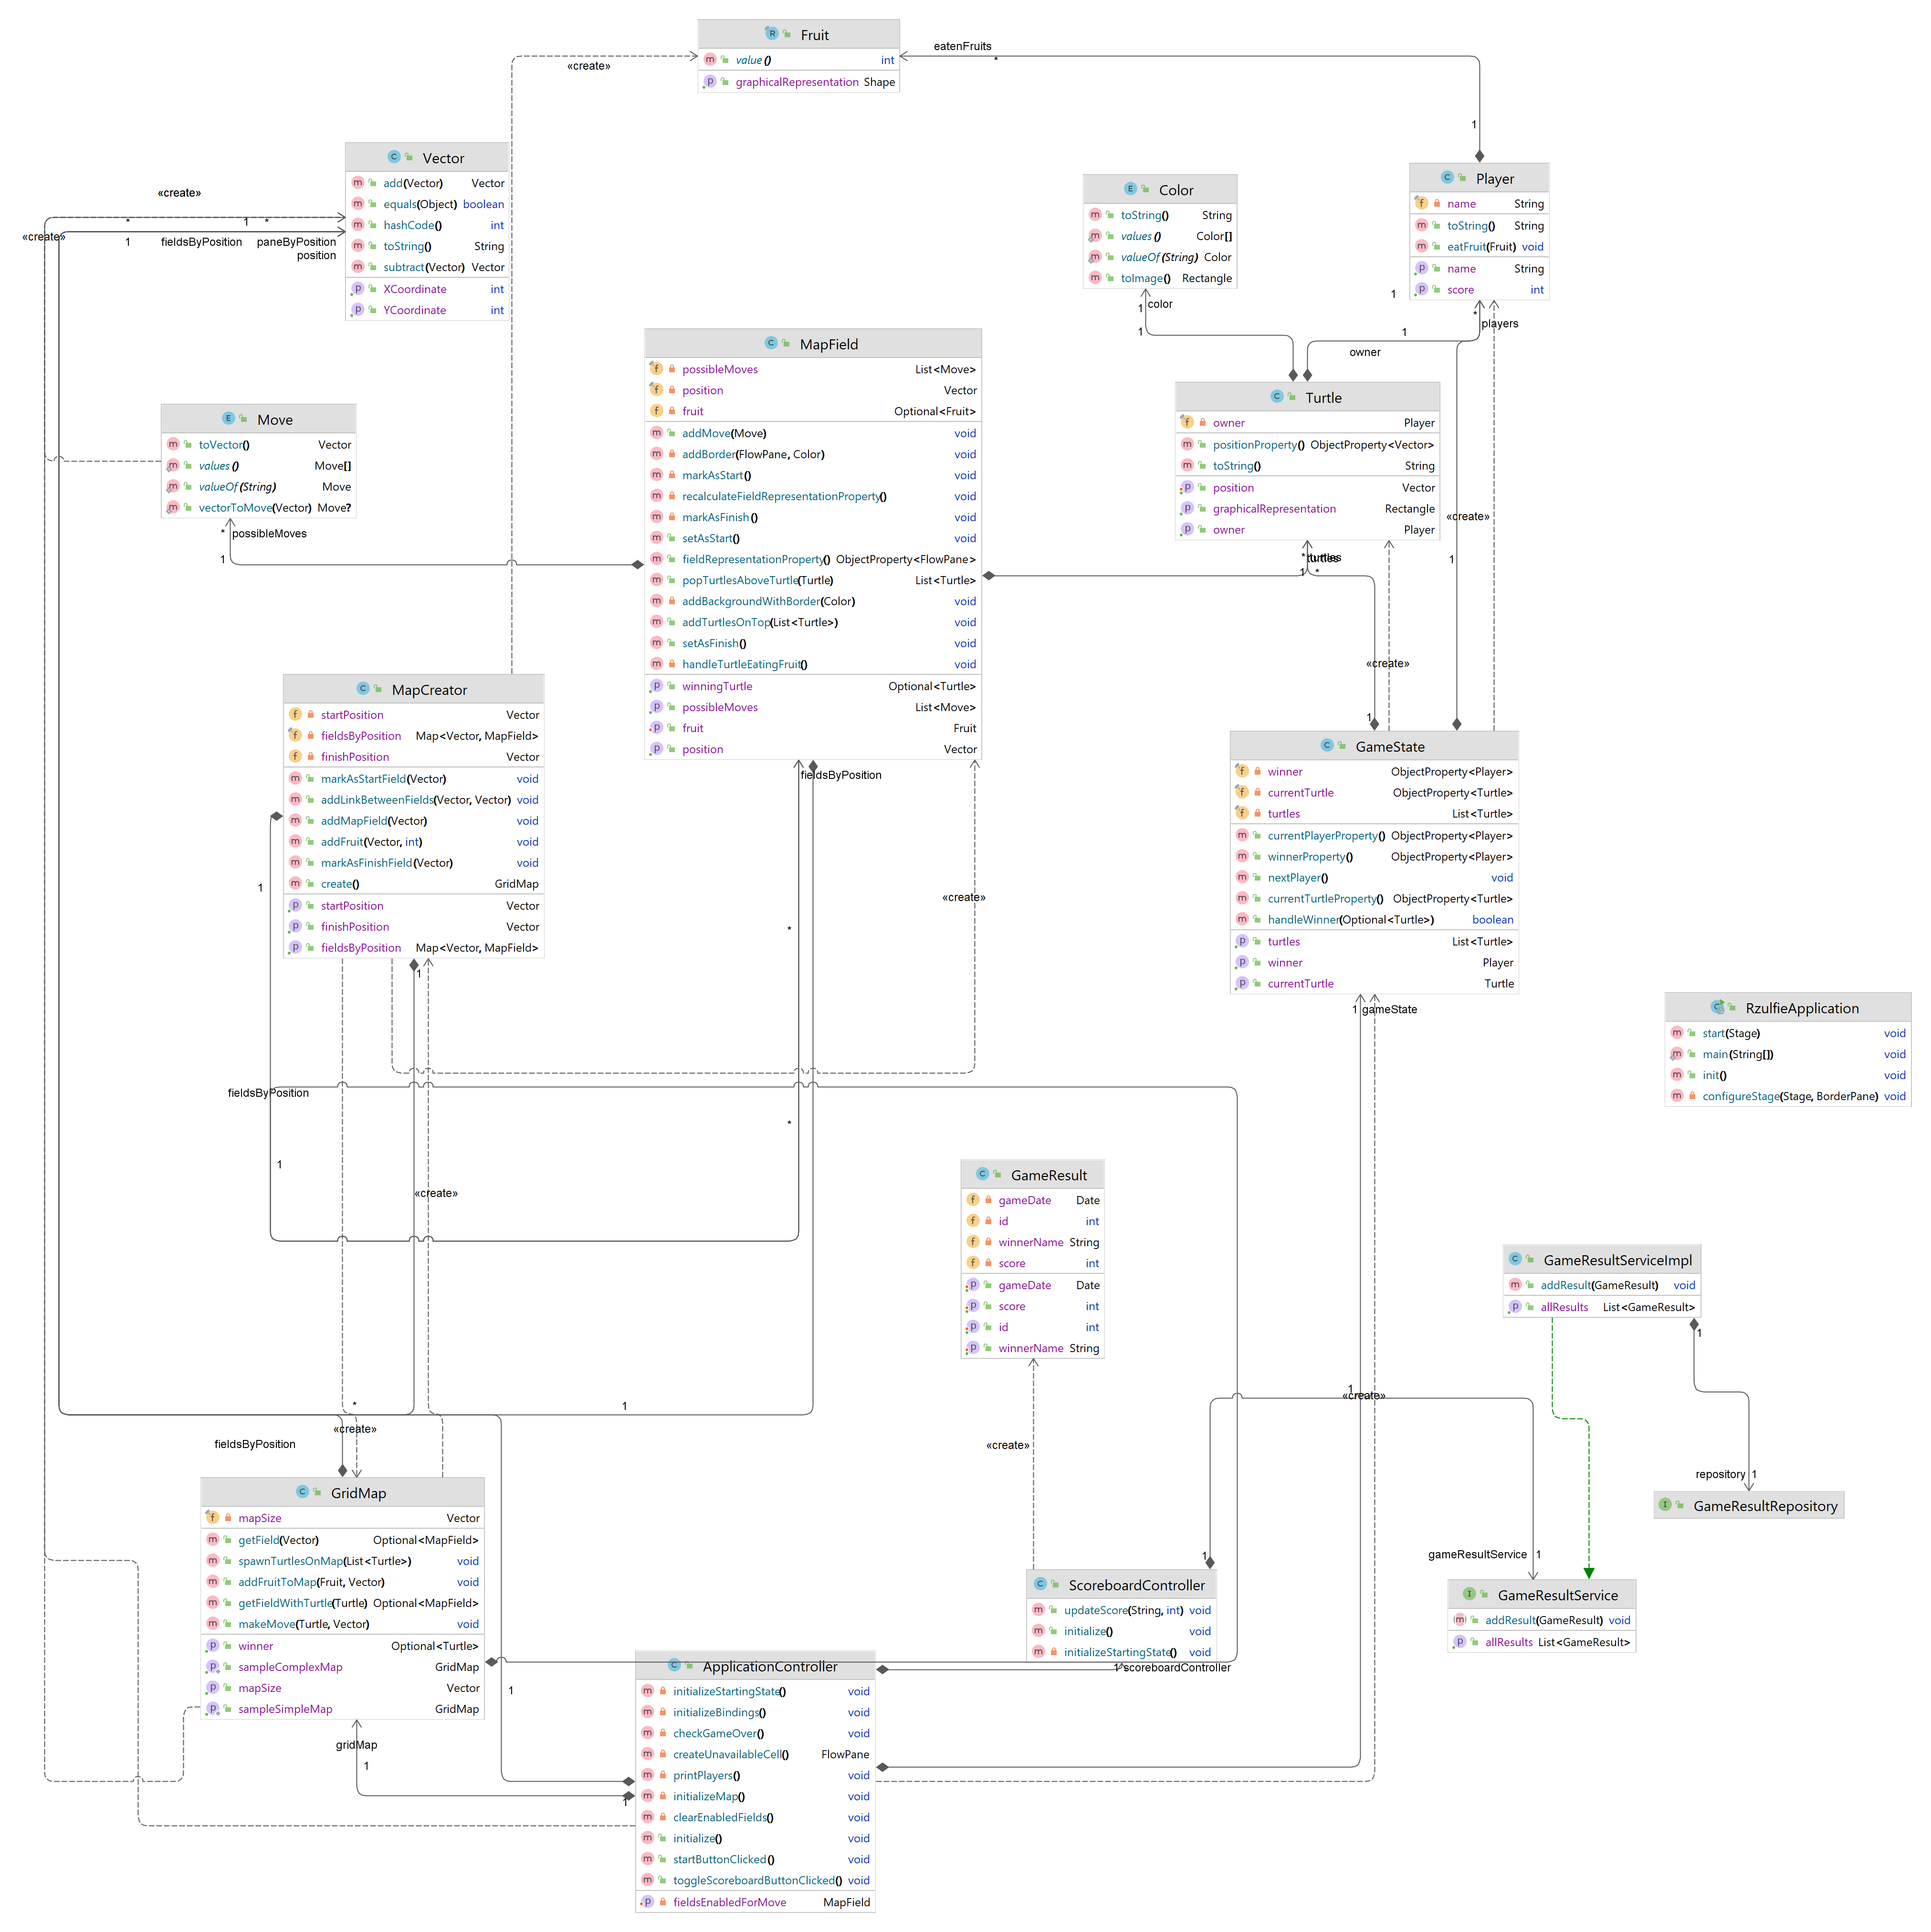 Fruit
value() int
graphicalRepresentation Shape
«create»
eatenFruits
*
1
Vector
add(Vector) Vector
equals(Object) boolean
hashCode() int
toString() String
subtract(Vector) Vector
XCoordinate int
YCoordinate int
«create»
«create»
* 1 *
1 fieldsByPosition paneByPosition
position
Color
toString() String
values() Color[]
valueOf(String) Color
toImage() Rectangle
1 color
1
Player
name String
toString() String
eatFruit(Fruit) void
name String
score int
1
*
players
1
owner
MapField
possibleMoves List<Move>
position Vector
fruit Optional<Fruit>
addMove(Move) void
addBorder(FlowPane, Color) void
markAsStart() void
recalculateFieldRepresentationProperty() void
markAsFinish() void
setAsStart() void
fieldRepresentationProperty() ObjectProperty<FlowPane>
popTurtlesAboveTurtle(Turtle) List<Turtle>
addBackgroundWithBorder(Color) void
addTurtlesOnTop(List<Turtle>) void
setAsFinish() void
handleTurtleEatingFruit() void
winningTurtle Optional<Turtle>
possibleMoves List<Move>
fruit Fruit
position Vector
fieldsByPosition
Turtle
owner Player
positionProperty() ObjectProperty<Vector>
toString() String
position Vector
graphicalRepresentation Rectangle
owner Player
«create»
* turtles
1 *
1
«create»
1
Move
toVector() Vector
values() Move[]
valueOf(String) Move
vectorToMove(Vector) Move?
* possibleMoves
1
MapCreator
startPosition Vector
fieldsByPosition Map<Vector, MapField>
finishPosition Vector
markAsStartField(Vector) void
addLinkBetweenFields(Vector, Vector) void
addMapField(Vector) void
addFruit(Vector, int) void
markAsFinishField(Vector) void
create() GridMap
startPosition Vector
finishPosition Vector
fieldsByPosition Map<Vector, MapField>
1
1
«create»
*
GameState
winner ObjectProperty<Player>
currentTurtle ObjectProperty<Turtle>
turtles List<Turtle>
currentPlayerProperty() ObjectProperty<Player>
winnerProperty() ObjectProperty<Player>
nextPlayer() void
currentTurtleProperty() ObjectProperty<Turtle>
handleWinner(Optional<Turtle>) boolean
turtles List<Turtle>
winner Player
currentTurtle Turtle
1 gameState
RzulfieApplication
start(Stage) void
main(String[]) void
init() void
configureStage(Stage, BorderPane) void
fieldsByPosition
*
1
«create»
GameResult
gameDate Date
id int
winnerName String
score int
gameDate Date
score int
id int
winnerName String
«create»
GameResultServiceImpl
addResult(GameResult) void
allResults List<GameResult>
1
1
«create»
*
1
«create»
fieldsByPosition
repository 1
GameResultRepository
GridMap
mapSize Vector
getField(Vector) Optional<MapField>
spawnTurtlesOnMap(List<Turtle>) void
addFruitToMap(Fruit, Vector) void
getFieldWithTurtle(Turtle) Optional<MapField>
makeMove(Turtle, Vector) void
winner Optional<Turtle>
sampleComplexMap GridMap
mapSize Vector
sampleSimpleMap GridMap
gridMap
1
1
1
gameResultService 1
1
ScoreboardController
updateScore(String, int) void
initialize() void
initializeStartingState() void
1 scoreboardController
GameResultService
addResult(GameResult) void
allResults List<GameResult>
ApplicationController
initializeStartingState() void
initializeBindings() void
checkGameOver() void
createUnavailableCell() FlowPane
printPlayers() void
initializeMap() void
clearEnabledFields() void
initialize() void
startButtonClicked() void
toggleScoreboardButtonClicked() void
fieldsEnabledForMove MapField